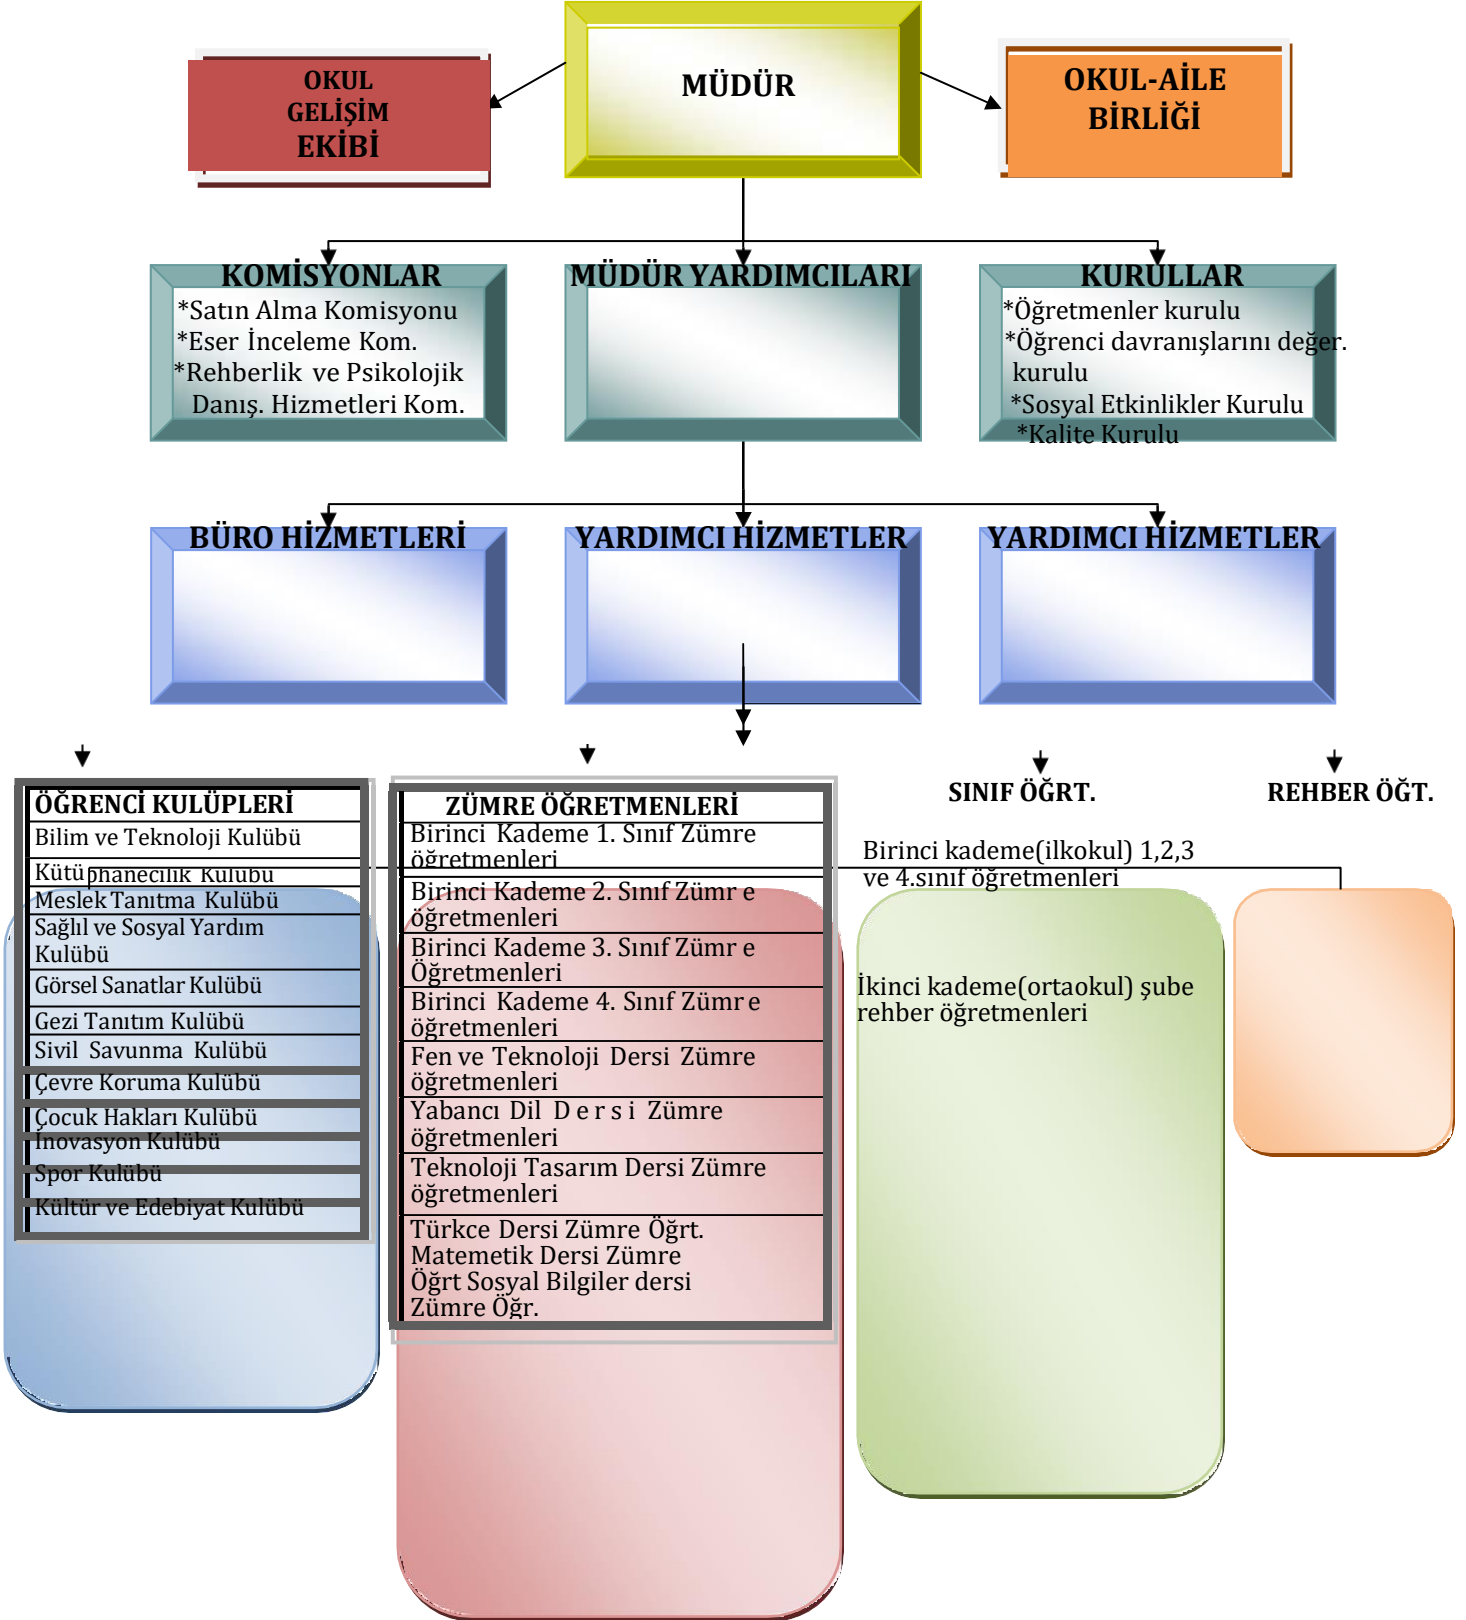 OKUL
GELİŞİM
EKİBİ
MÜDÜR
OKUL-AİLE
BİRLİĞİ
KOMİSYONLAR
*Satın Alma Komisyonu
*Eser İnceleme Kom.
*Rehberlik ve Psikolojik
Danış. Hizmetleri Kom.
MÜDÜR YARDIMCILARI
KURULLAR
*Öğretmenler kurulu
*Öğrenci davranışlarını değer.
kurulu
*Sosyal Etkinlikler Kurulu
*Kalite Kurulu
BÜRO HİZMETLERİ
YARDIMCI HİZMETLER
YARDIMCI HİZMETLER
ÖĞRENCİ KULÜPLERİ
Bilim ve Teknoloji Kulübü
Kütüphanecilik Kulübü
Meslek Tanıtma Kulübü
Sağlıl ve Sosyal Yardım
Kulübü
Görsel Sanatlar Kulübü
Gezi Tanıtım Kulübü
Sivil Savunma Kulübü
Çevre Koruma Kulübü
Çocuk Hakları Kulübü
İnovasyon Kulübü
Spor Kulübü
Kültür ve Edebiyat Kulübü
ZÜMRE ÖĞRETMENLERİ
Birinci Kademe 1. Sınıf Zümre
öğretmenleri
Birinci Kademe 2. Sınıf Zümr e
öğretmenleri
Birinci Kademe 3. Sınıf Zümr e
Öğretmenleri
Birinci Kademe 4. Sınıf Zümr e
öğretmenleri
Fen ve Teknoloji Dersi Zümre
öğretmenleri
Yabancı Dil D e r s i Zümre
öğretmenleri
Teknoloji Tasarım Dersi Zümre
öğretmenleri
Türkce Dersi Zümre Öğrt.
Matemetik Dersi Zümre
Öğrt Sosyal Bilgiler dersi
Zümre Öğr.
SINIF ÖĞRT.
Birinci kademe(ilkokul) 1,2,3
ve 4.sınıf öğretmenleri
İkinci kademe(ortaokul) şube
rehber öğretmenleri
REHBER ÖĞT.